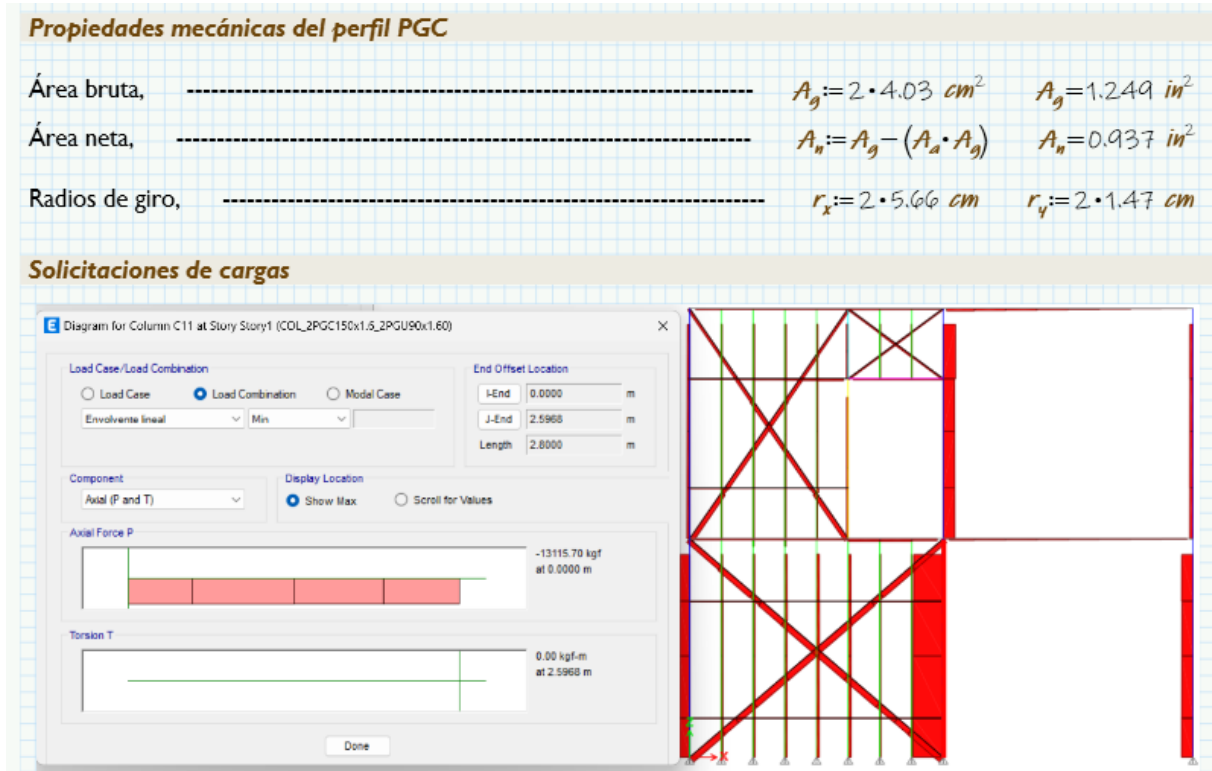 Propiedades mecánicas del perfil PGC
Área bruta, ---------------------------------------------------------------------- A_g:=2•4.03 cm² A_g=1.249 in²
Área neta, ---------------------------------------------------------------------- A_n:=A_g−(A_a•A_g) A_n=0.937 in²
Radios de giro, ------------------------------------------------------------------ r_x:=2•5.66 cm r_y:=2•1.47 cm
Solicitaciones de cargas
E Diagram for Column C11 at Story Story1 (COL_2PGC150x1.6_2PGU90x1.60) ×
Load Case/Load Combination
Load Case Load Combination Modal Case
Envolvente lineal Min
End Offset Location
I-End 0.0000 m
J-End 2.5968 m
Length 2.8000 m
Component
Axial (P and T)
Display Location
Show Max Scroll for Values
Axial Force P
-13115.70 kgf
at 0.0000 m
Torsion T
0.00 kgf-m
at 2.5968 m
Done
X